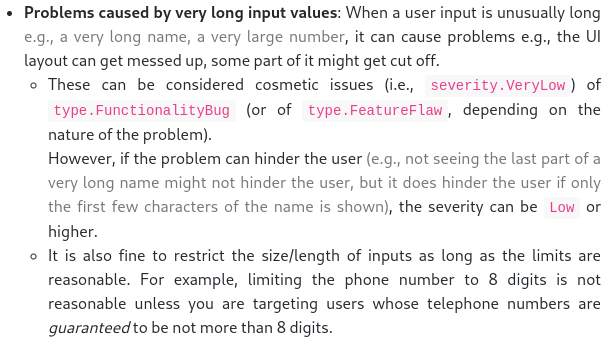 • Problems caused by very long input values: When a user input is unusually long
e.g., a very long name, a very large number, it can cause problems e.g., the UI
layout can get messed up, some part of it might get cut off.
◦ These can be considered cosmetic issues (i.e., severity.VeryLow) of
type.FunctionalityBug (or of type.FeatureFlaw, depending on the
nature of the problem).
However, if the problem can hinder the user (e.g., not seeing the last part of a
very long name might not hinder the user, but it does hinder the user if only
the first few characters of the name is shown), the severity can be Low or
higher.
◦ It is also fine to restrict the size/length of inputs as long as the limits are
reasonable. For example, limiting the phone number to 8 digits is not
reasonable unless you are targeting users whose telephone numbers are
guaranteed to be not more than 8 digits.